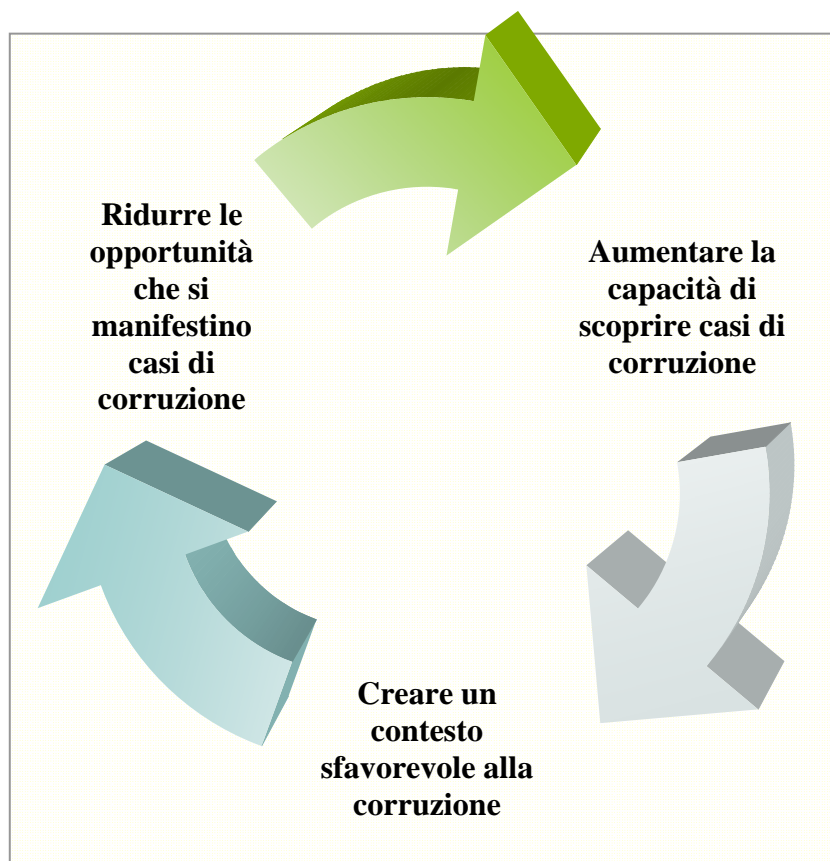 Ridurre le
opportunità
che si
manifestino
casi di
corruzione
Aumentare la
capacità di
scoprire casi di
corruzione
Creare un
contesto
sfavorevole alla
corruzione